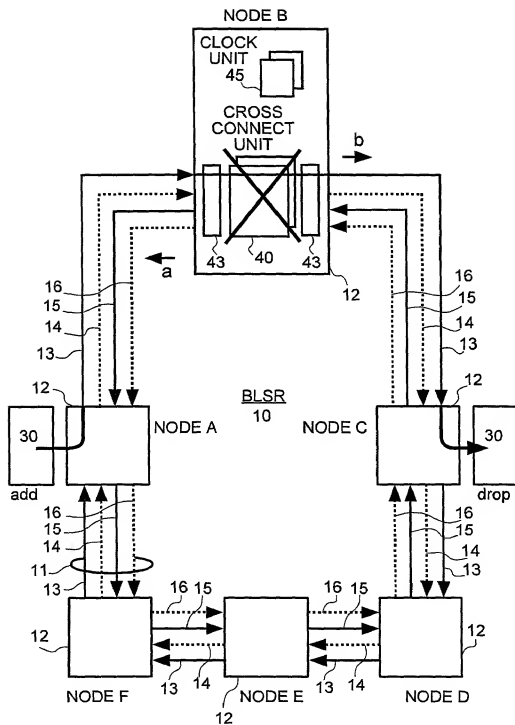 NODE B
CLOCK
UNIT
45
CROSS
CONNECT
UNIT
b
43
40
43
a
12
16
15
14
13
16
15
14
13
12
BLSR
10
12
30
add
NODE A
NODE C
30
drop
16
15
14
11
13
16
15
14
13
16
15
16
15
12
14
13
14
13
12
12
NODE F
NODE E
NODE D